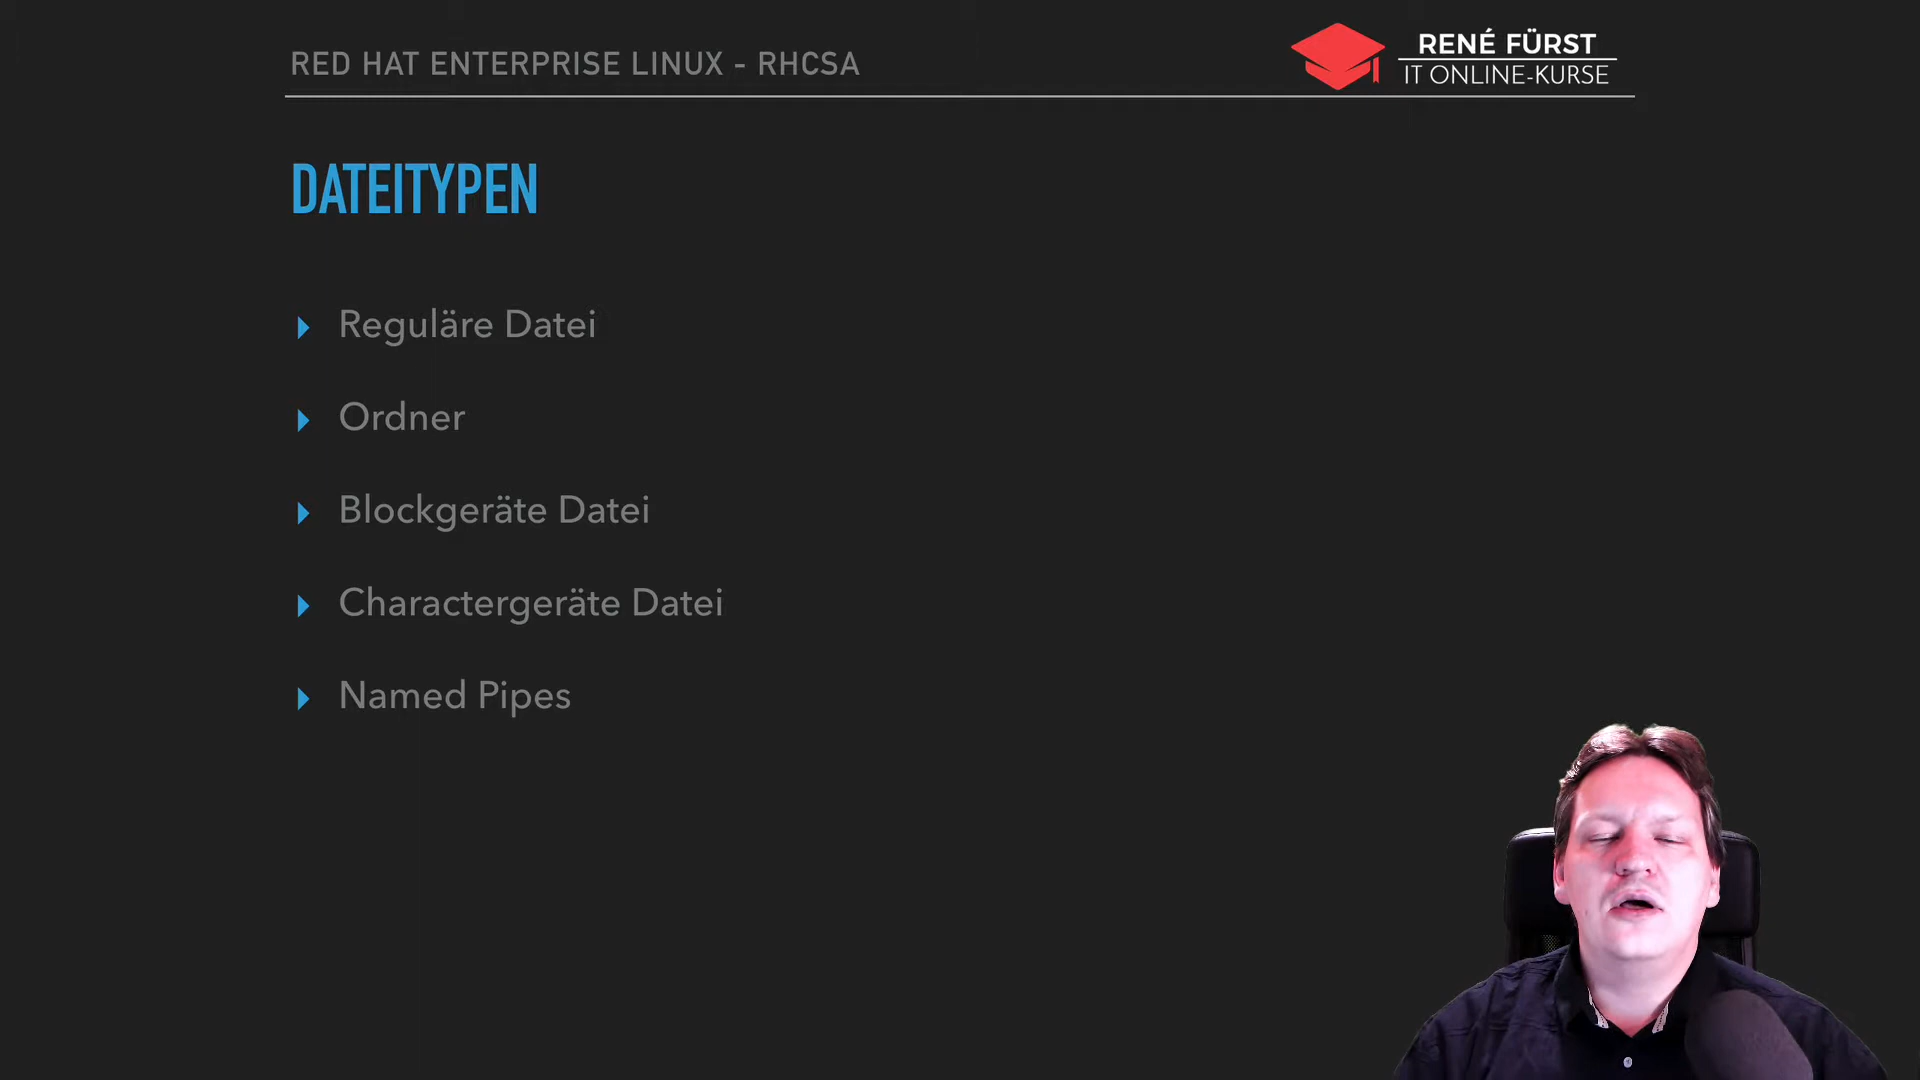 RED HAT ENTERPRISE LINUX - RHCSA
RENÉ FÜRST
IT ONLINE-KURSE
DATEITYPEN
Reguläre Datei
Ordner
Blockgeräte Datei
Charactergeräte Datei
Named Pipes